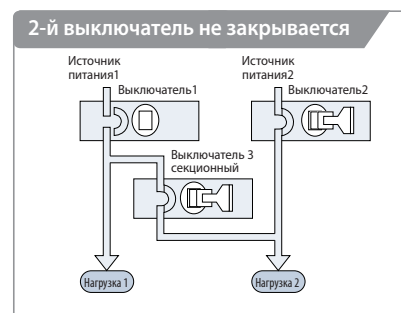 2-й выключатель не закрывается
Источник
питания1
Источник
питания2
Выключатель1
Выключатель2
Выключатель 3
секционный
Нагрузка 1
Нагрузка 2